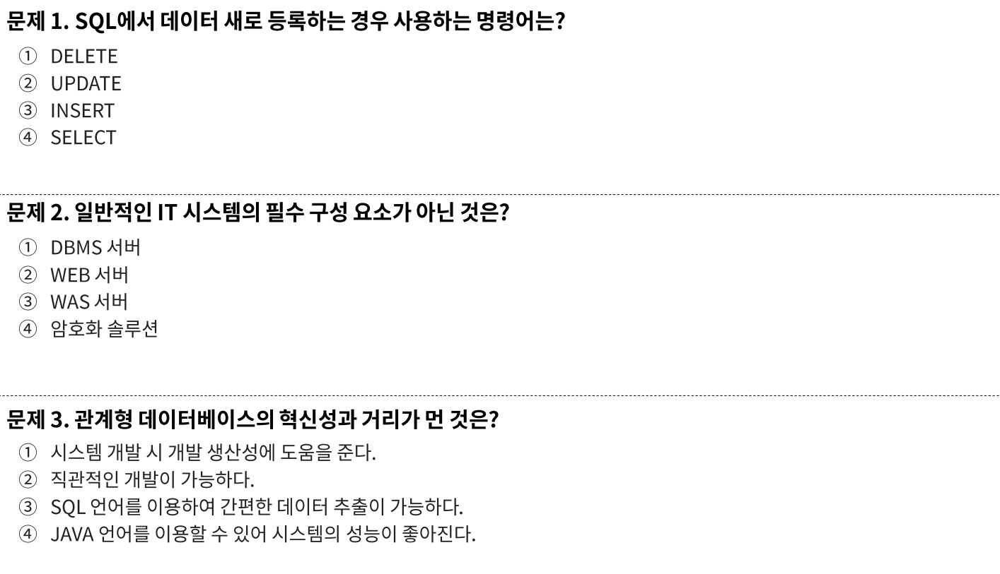 문제 1. SQL에서 데이터 새로 등록하는 경우 사용하는 명령어는?
① DELETE
② UPDATE
③ INSERT
④ SELECT
문제 2. 일반적인 IT 시스템의 필수 구성 요소가 아닌 것은?
① DBMS 서버
② WEB 서버
③ WAS 서버
④ 암호화 솔루션
문제 3. 관계형 데이터베이스의 혁신성과 거리가 먼 것은?
① 시스템 개발 시 개발 생산성에 도움을 준다.
② 직관적인 개발이 가능하다.
③ SQL 언어를 이용하여 간편한 데이터 추출이 가능하다.
④ JAVA 언어를 이용할 수 있어 시스템의 성능이 좋아진다.